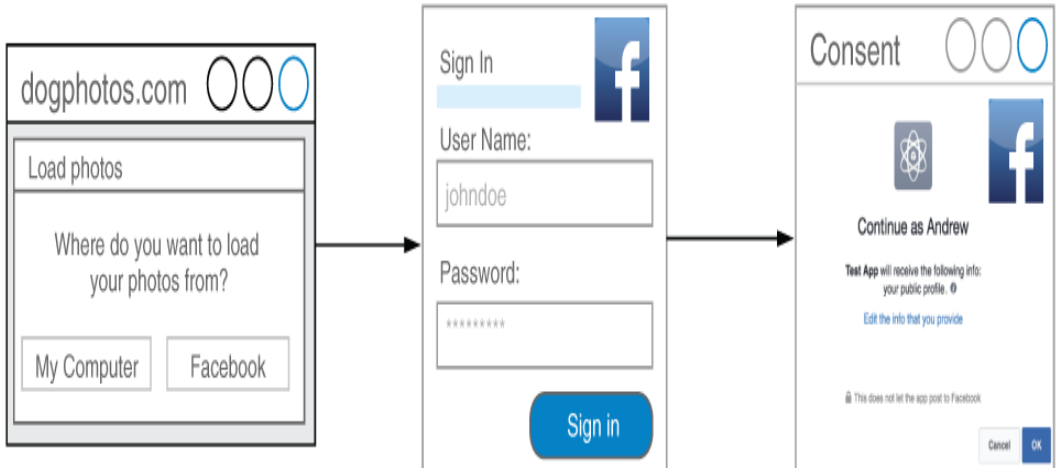 dogphotos.com
Load photos
Where do you want to load
your photos from?
My Computer
Facebook
Sign In
f
User Name:
johndoe
Password:
*********
Sign in
Consent
f
Continue as Andrew
Test App will receive the following info:
your public profile.
Edit the info that you provide
This does not let the app post to Facebook
Cancel
OK